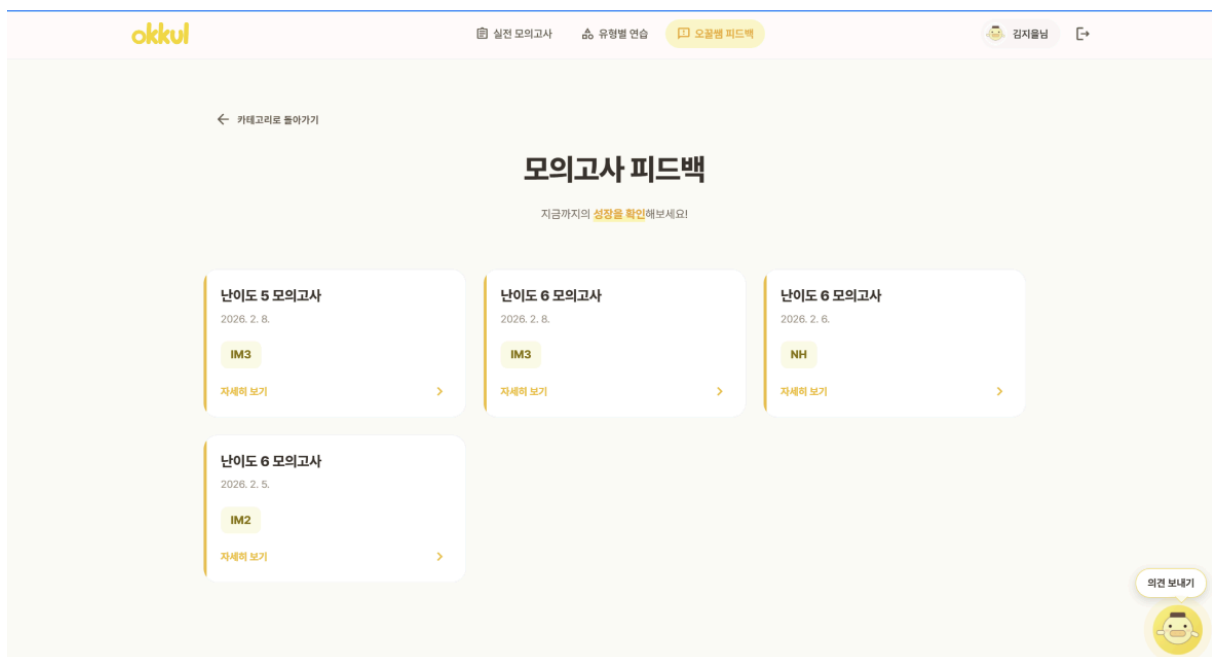 okkul
실전 모의고사
유형별 연습
오꿀쌤 피드백
김지율님
카테고리로 돌아가기
모의고사 피드백
지금까지의 성장을 확인해보세요!
난이도 5 모의고사
2026. 2. 8.
IM3
자세히 보기
난이도 6 모의고사
2026. 2. 8.
IM3
자세히 보기
난이도 6 모의고사
2026. 2. 6.
NH
자세히 보기
난이도 6 모의고사
2026. 2. 5.
IM2
자세히 보기
의견 보내기